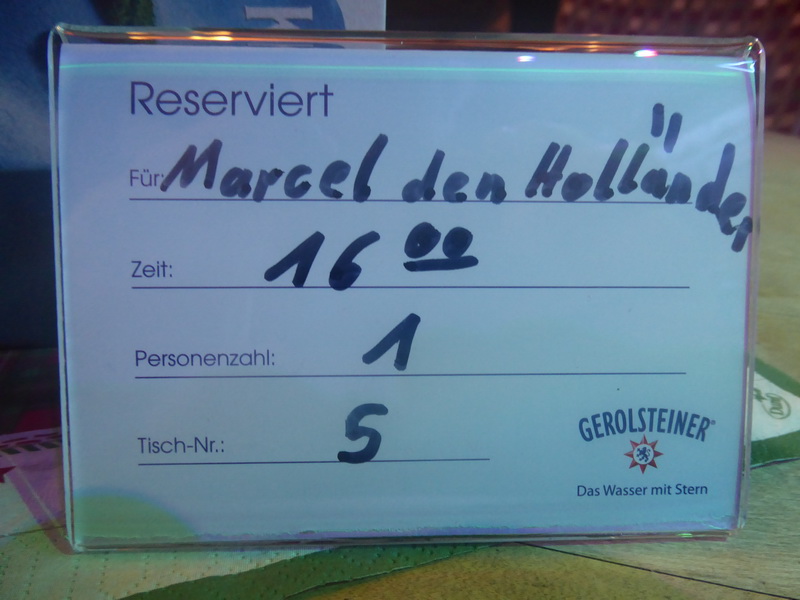 Reserviert
Für: Marcel den Holländer
Zeit: 16 00
Personenzahl: 1
Tisch-Nr.: 5
GEROLSTEINER®
Das Wasser mit Stern